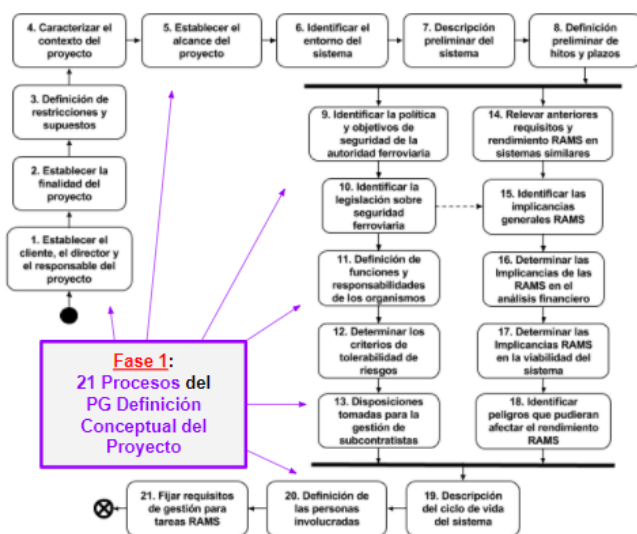 4. Caracterizar el
contexto del
proyecto
5. Establecer el
alcance del
proyecto
6. Identificar el
entorno del
sistema
7. Descripción
preliminar del
sistema
8. Definición
preliminar de
hitos y plazos
3. Definición de
restricciones y
supuestos
2. Establecer la
finalidad del
proyecto
1. Establecer el
cliente, el director y
el responsable del
proyecto
9. Identificar la política
y objetivos de
seguridad de la
autoridad ferroviaria
10. Identificar la
legislación sobre
seguridad
ferroviaria
11. Definición de
funciones y
responsabilidades
de los organismos
12. Determinar los
criterios de
tolerabilidad de
riesgos
13. Disposiciones
tomadas para la
gestión de
subcontratistas
14. Relevar anteriores
requisitos y
rendimiento RAMS en
sistemas similares
15. Identificar las
implicancias
generales RAMS
16. Determinar las
Implicancias de las
RAMS en el
análisis financiero
17. Determinar las
Implicancias RAMS
en la viabilidad del
sistema
18. Identificar
peligros que pudieran
afectar el rendimiento
RAMS
Fase 1:
21 Procesos del
PG Definición
Conceptual del
Proyecto
21. Fijar requisitos
de gestión para
tareas RAMS
20. Definición de
las personas
involucradas
19. Descripción
del ciclo de vida
del sistema